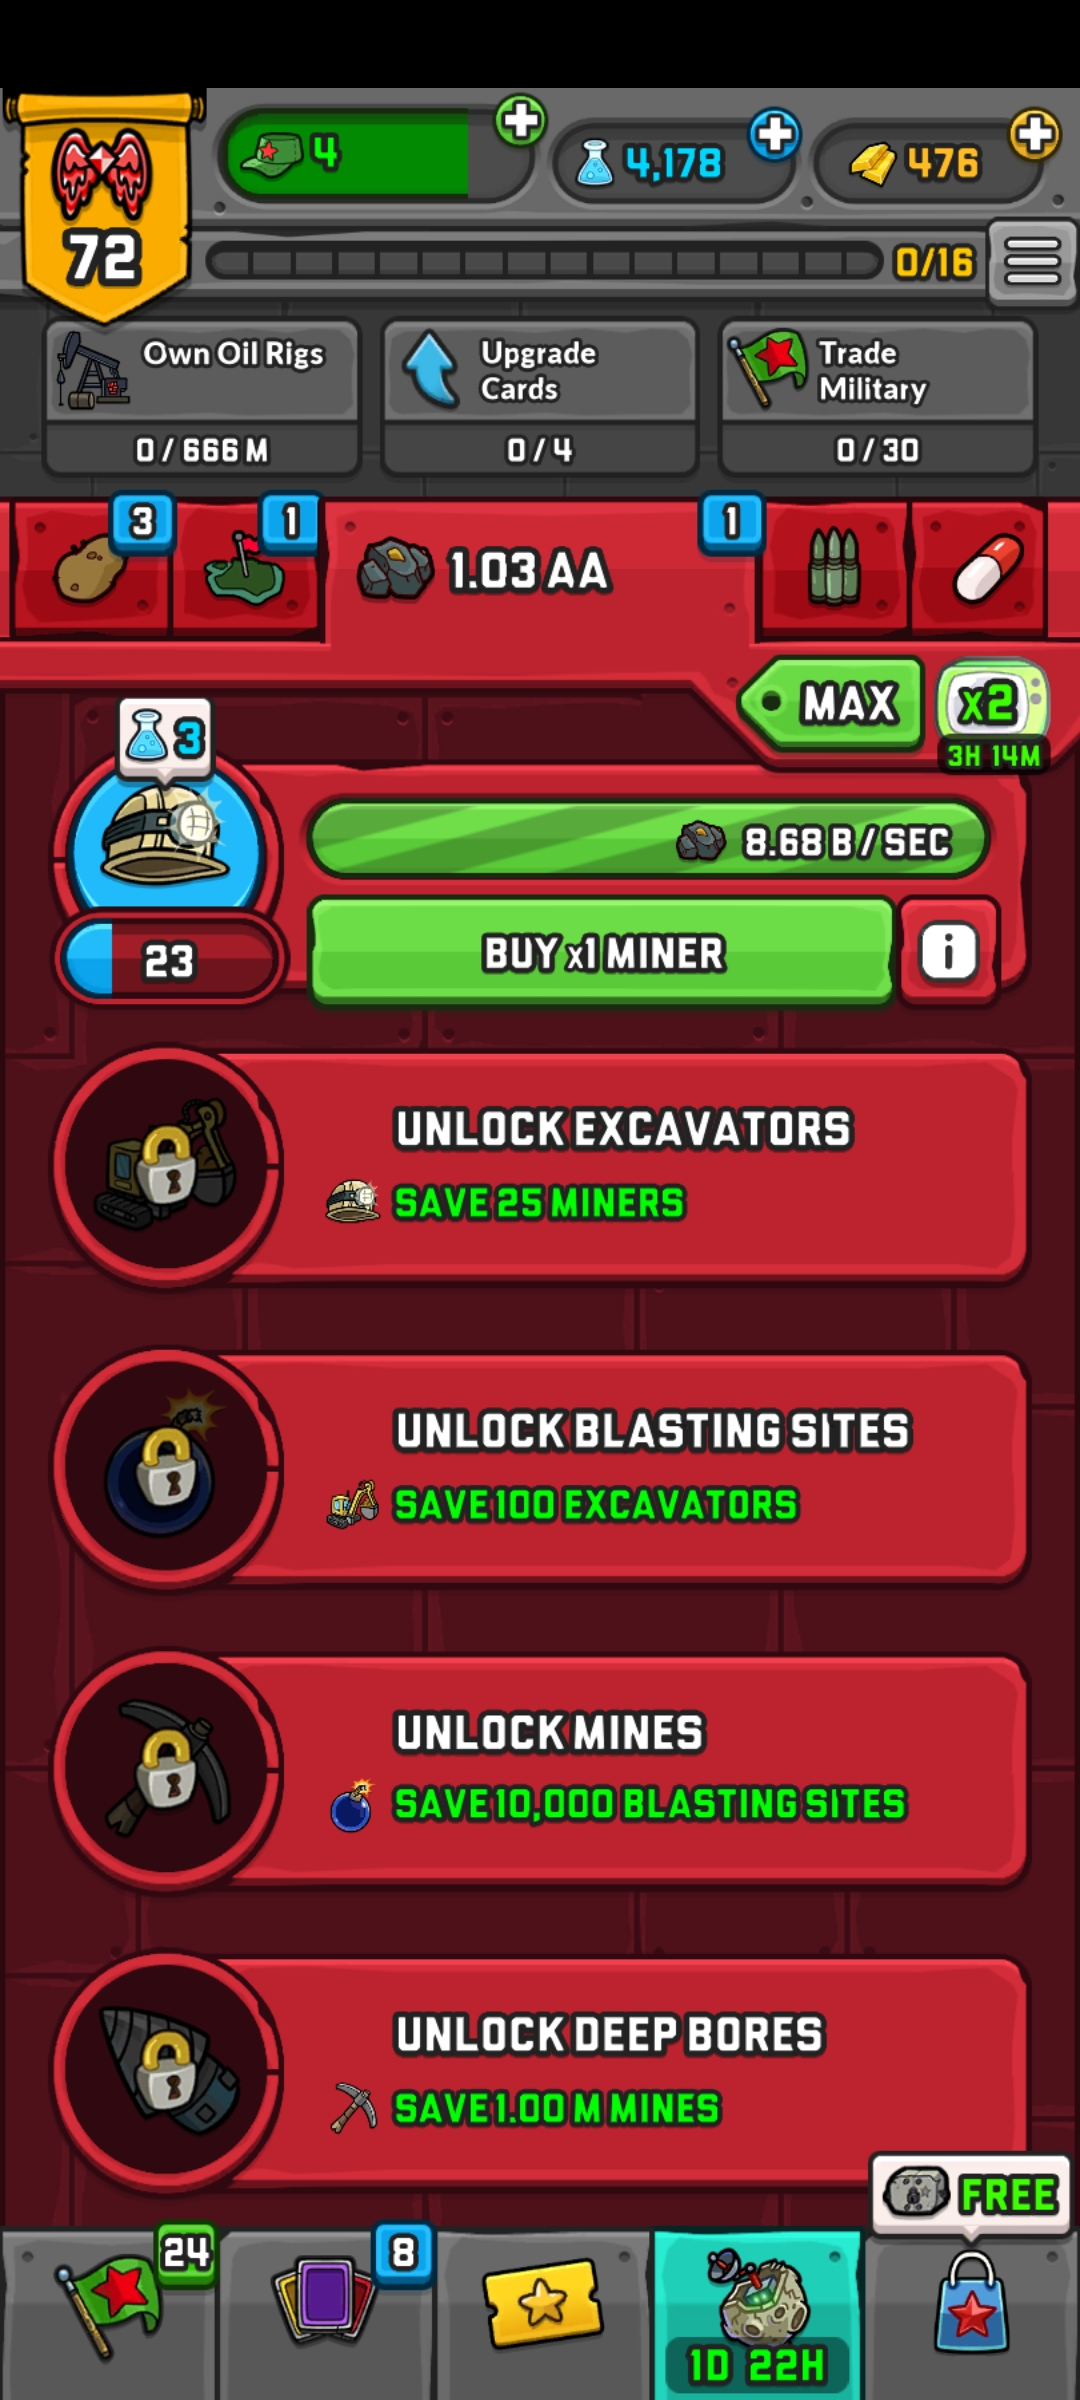 4
4,178
476
72
0/16
Own Oil Rigs
0 / 666 M
Upgrade
Cards
0 / 4
Trade
Military
0 / 30
3
1
1.03 AA
1
MAX
x2
3H 14M
3
8.68 B / SEC
23
BUY x1 MINER
i
UNLOCK EXCAVATORS
SAVE 25 MINERS
UNLOCK BLASTING SITES
SAVE 100 EXCAVATORS
UNLOCK MINES
SAVE 10,000 BLASTING SITES
UNLOCK DEEP BORES
SAVE 1.00 M MINES
FREE
24
8
1D 22H